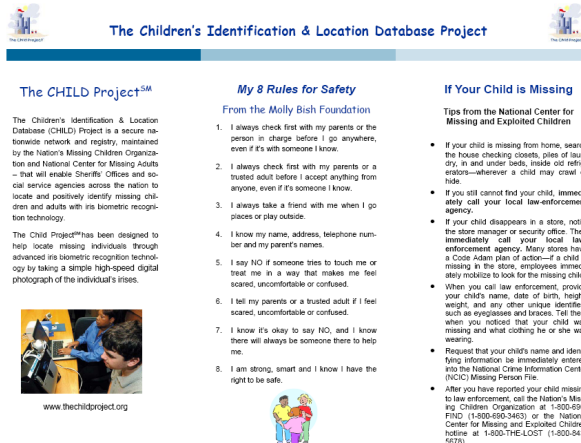 The Children's Identification & Location Database Project
The CHILD Project
The CHILD Project
The CHILD Project℠
The Children's Identification & Location
Database (CHILD) Project is a secure na-
tionwide network and registry, maintained
by the Nation's Missing Children Organiza-
tion and National Center for Missing Adults
– that will enable Sheriffs' Offices and so-
cial service agencies across the nation to
locate and positively identify missing chil-
dren and adults with iris biometric recogni-
tion technology.
The Child Project℠ has been designed to
help locate missing individuals through
advanced iris biometric recognition technol-
ogy by taking a simple high-speed digital
photograph of the individual's irises.
www.thechildproject.org
My 8 Rules for Safety
From the Molly Bish Foundation
1. I always check first with my parents or the
person in charge before I go anywhere,
even if it's with someone I know.
2. I always check first with my parents or a
trusted adult before I accept anything from
anyone, even if it's someone I know.
3. I always take a friend with me when I go
places or play outside.
4. I know my name, address, telephone num-
ber and my parent's names.
5. I say NO if someone tries to touch me or
treat me in a way that makes me feel
scared, uncomfortable or confused.
6. I tell my parents or a trusted adult if I feel
scared, uncomfortable or confused.
7. I know it's okay to say NO, and I know
there will always be someone there to help
me.
8. I am strong, smart and I know I have the
right to be safe.
If Your Child is Missing
Tips from the National Center for
Missing and Exploited Children
• If your child is missing from home, searc
the house checking closets, piles of laun
dry, in and under beds, inside old refri
erators—wherever a child may crawl
hide.
• If you still cannot find your child, immed
ately call your local law-enforcemen
agency.
• If your child disappears in a store, noti
the store manager or security office. The
immediately call your local law
enforcement agency. Many stores hav
a Code Adam plan of action—if a child
missing in the store, employees immed
ately mobilize to look for the missing child
• When you call law enforcement, provid
your child's name, date of birth, heigh
weight, and any other unique identifie
such as eyeglasses and braces. Tell the
when you noticed that your child wa
missing and what clothing he or she wa
wearing.
• Request that your child's name and iden
fying information be immediately entere
into the National Crime Information Cent
(NCIC) Missing Person File.
• After you have reported your child missin
to law enforcement, call the Nation's Mis
ing Children Organization at 1-800-69
FIND (1-800-690-3463) or the Nation
Center for Missing and Exploited Childre
hotline at 1-800-THE-LOST (1-800-84
5678)